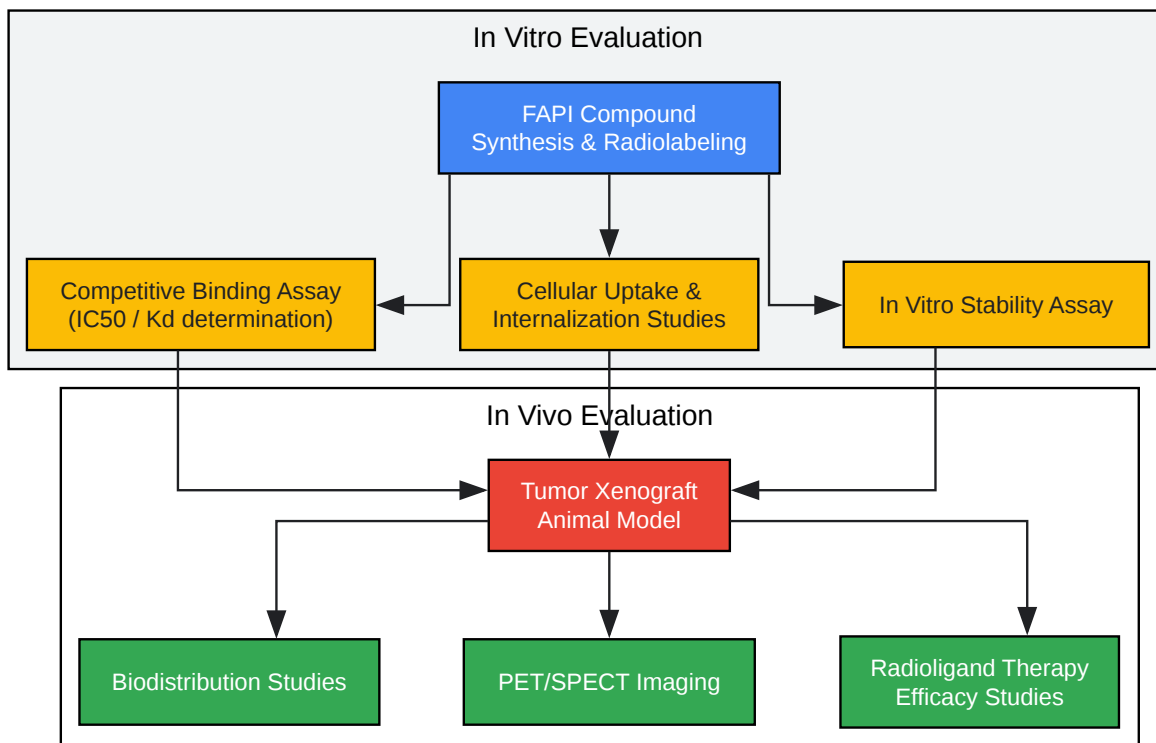 In Vitro Evaluation
FAPI Compound
Synthesis & Radiolabeling
Competitive Binding Assay
(IC50 / Kd determination)
Cellular Uptake &
Internalization Studies
In Vitro Stability Assay
In Vivo Evaluation
Tumor Xenograft
Animal Model
Biodistribution Studies
PET/SPECT Imaging
Radioligand Therapy
Efficacy Studies